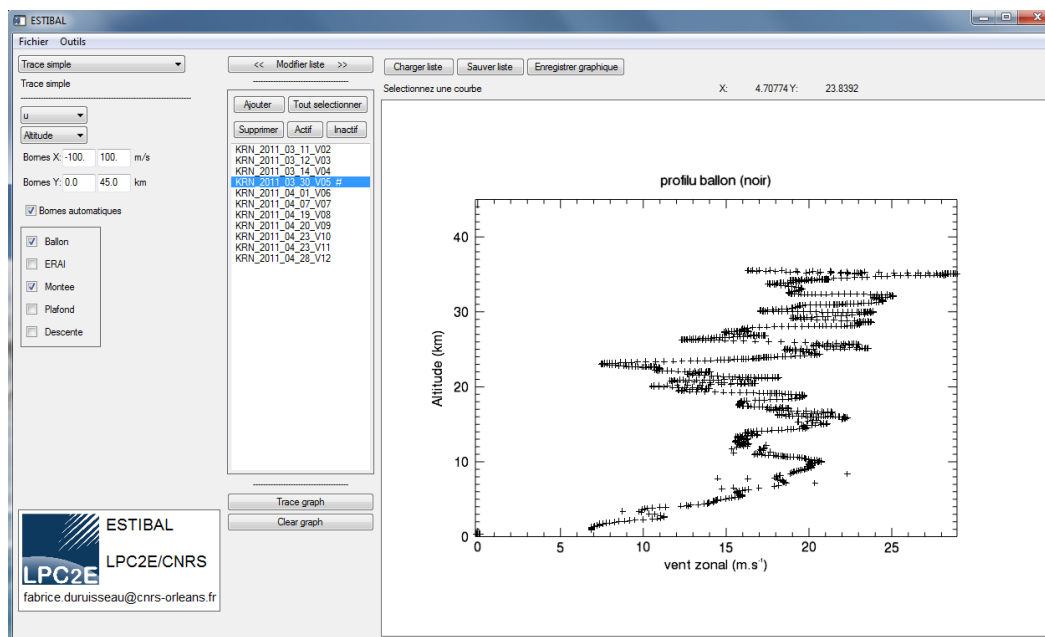 ESTIBAL
Fichier Outils
Trace simple
Trace simple
----------------------------------------------------------
u
Altitude
Bornes X: -100. 100. m/s
Bornes Y: 0.0 45.0 km
Bornes automatiques
Ballon
ERAI
Montee
Plafond
Descente
<< Modifier liste >>
--------------------------------
Ajouter Tout selectionner
Supprimer Actif Inactif
KRN_2011_03_11_V02
KRN_2011_03_12_V03
KRN_2011_03_14_V04
KRN_2011_03_30_V05 #
KRN_2011_04_01_V06
KRN_2011_04_07_V07
KRN_2011_04_19_V08
KRN_2011_04_20_V09
KRN_2011_04_23_V10
KRN_2011_04_23_V11
KRN_2011_04_28_V12
--------------------------------
Trace graph
Clear graph
Charger liste Sauver liste Enregistrer graphique
Selectionnez une courbe X: 4.70774 Y: 23.8392
profilu ballon (noir)
Altitude (km)
40
30
20
10
0
0 5 10 15 20 25
vent zonal (m.s⁻¹)
LPC2E
ESTIBAL
LPC2E/CNRS
fabrice.duruisseau@cnrs-orleans.fr